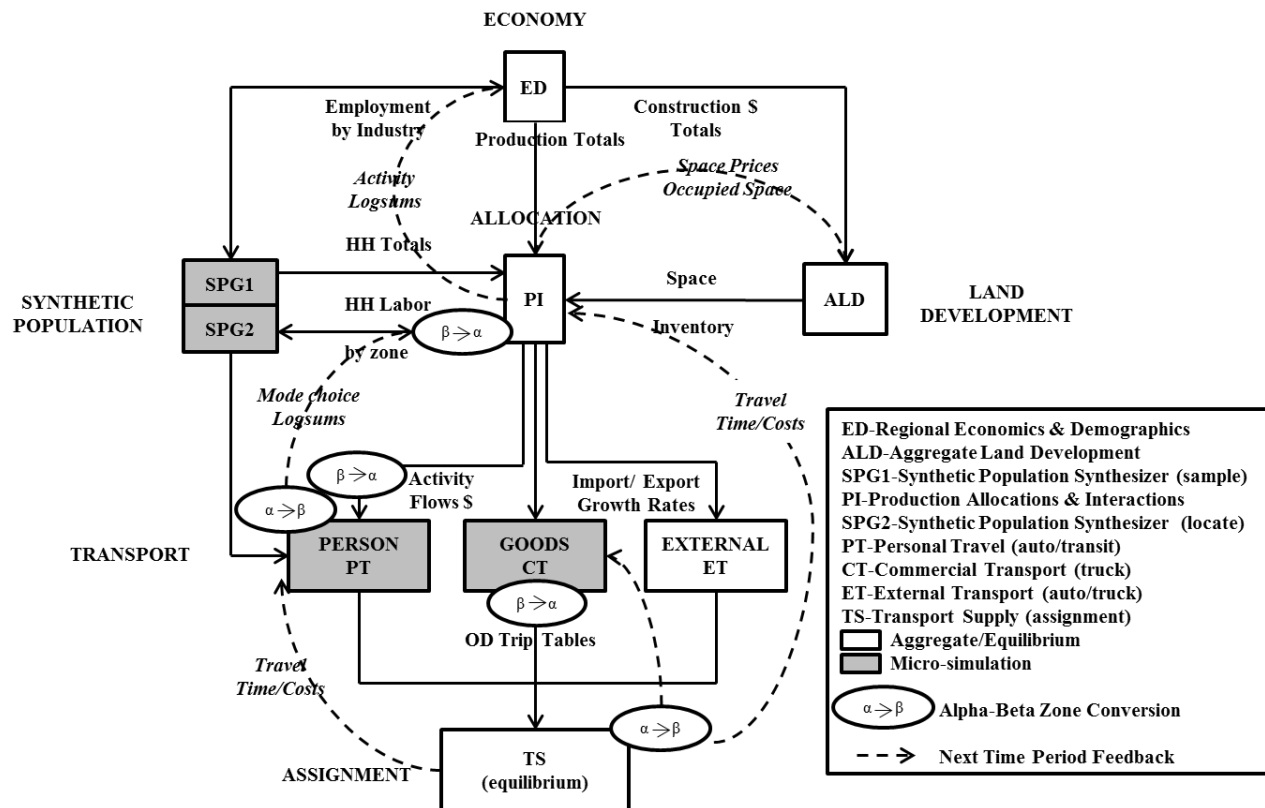 ECONOMY
ED
Employment
by Industry
Construction $
Totals
Production Totals
Activity
Logsums
Space Prices
Occupied Space
ALLOCATION
HH Totals
SPG1
SPG2
SYNTHETIC
POPULATION
HH Labor
by zone
β→α
PI
Space
Inventory
ALD
LAND
DEVELOPMENT
Mode choice
Logsums
Travel
Time/Costs
β→α
α→β
Activity
Flows $
Import/ Export
Growth Rates
TRANSPORT
PERSON
PT
GOODS
CT
EXTERNAL
ET
β→α
OD Trip Tables
Travel
Time/Costs
α→β
ASSIGNMENT
TS
(equilibrium)
ED-Regional Economics & Demographics
ALD-Aggregate Land Development
SPG1-Synthetic Population Synthesizer (sample)
PI-Production Allocations & Interactions
SPG2-Synthetic Population Synthesizer (locate)
PT-Personal Travel (auto/transit)
CT-Commercial Transport (truck)
ET-External Transport (auto/truck)
TS-Transport Supply (assignment)
Aggregate/Equilibrium
Micro-simulation
α→β Alpha-Beta Zone Conversion
Next Time Period Feedback